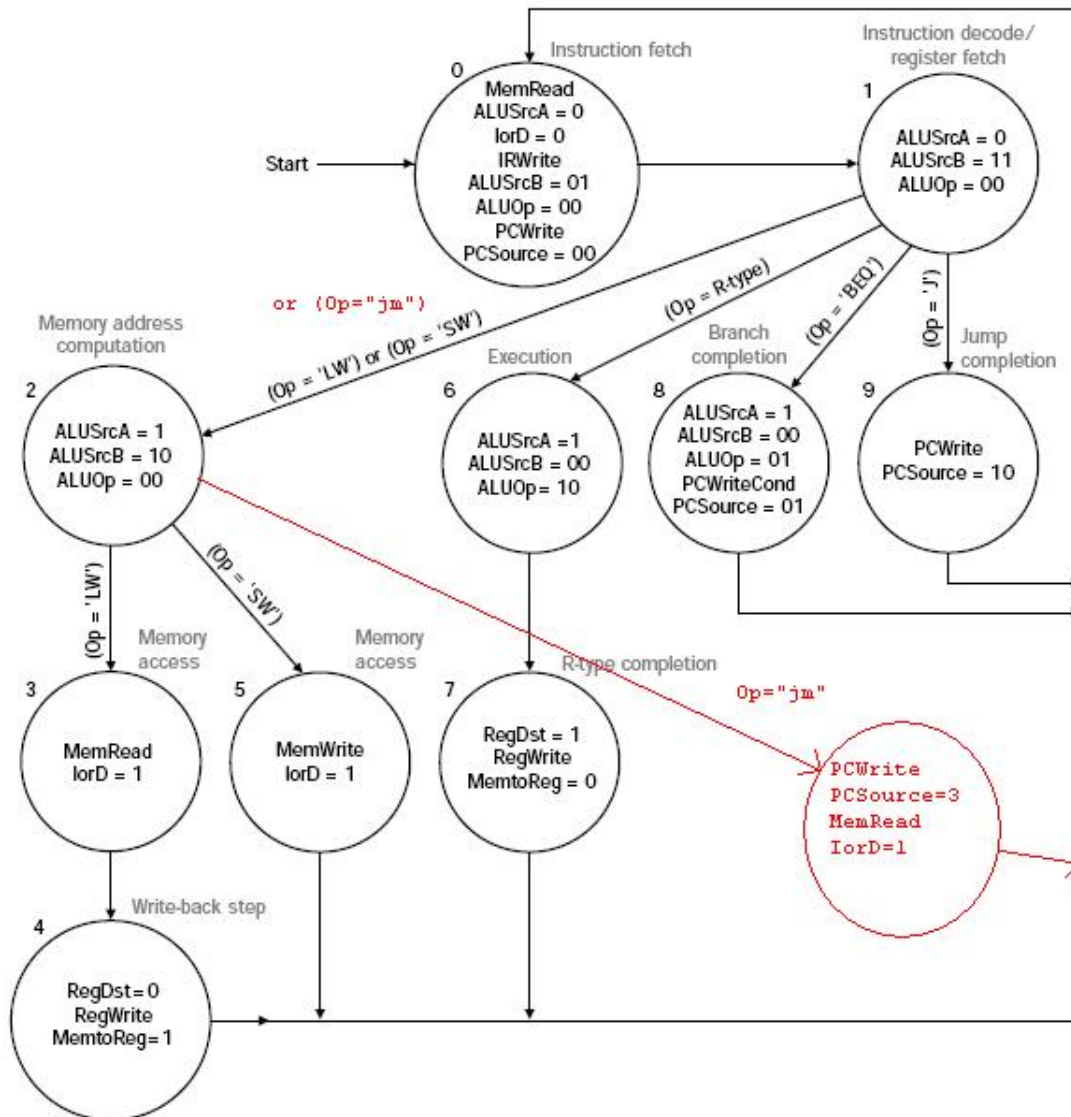 Instruction fetch
0
MemRead
ALUSrcA = 0
IorD = 0
IRWrite
ALUSrcB = 01
ALUOp = 00
PCWrite
PCSource = 00
Start
Instruction decode/
register fetch
1
ALUSrcA = 0
ALUSrcB = 11
ALUOp = 00
or (Op="jm")
(Op = 'LW') or (Op = 'SW')
(Op = R-type)
(Op = 'BEQ')
(Op = 'J')
Memory address
computation
2
ALUSrcA = 1
ALUSrcB = 10
ALUOp = 00
Execution
6
ALUSrcA =1
ALUSrcB = 00
ALUOp= 10
Branch
completion
8
ALUSrcA = 1
ALUSrcB = 00
ALUOp = 01
PCWriteCond
PCSource = 01
Jump
completion
9
PCWrite
PCSource = 10
(Op = 'LW')
(Op = 'SW')
Memory
access
3
MemRead
IorD = 1
Memory
access
5
MemWrite
IorD = 1
R-type completion
7
RegDst = 1
RegWrite
MemtoReg = 0
Op="jm"
PCWrite
PCSource=3
MemRead
IorD=1
Write-back step
4
RegDst=0
RegWrite
MemtoReg=1